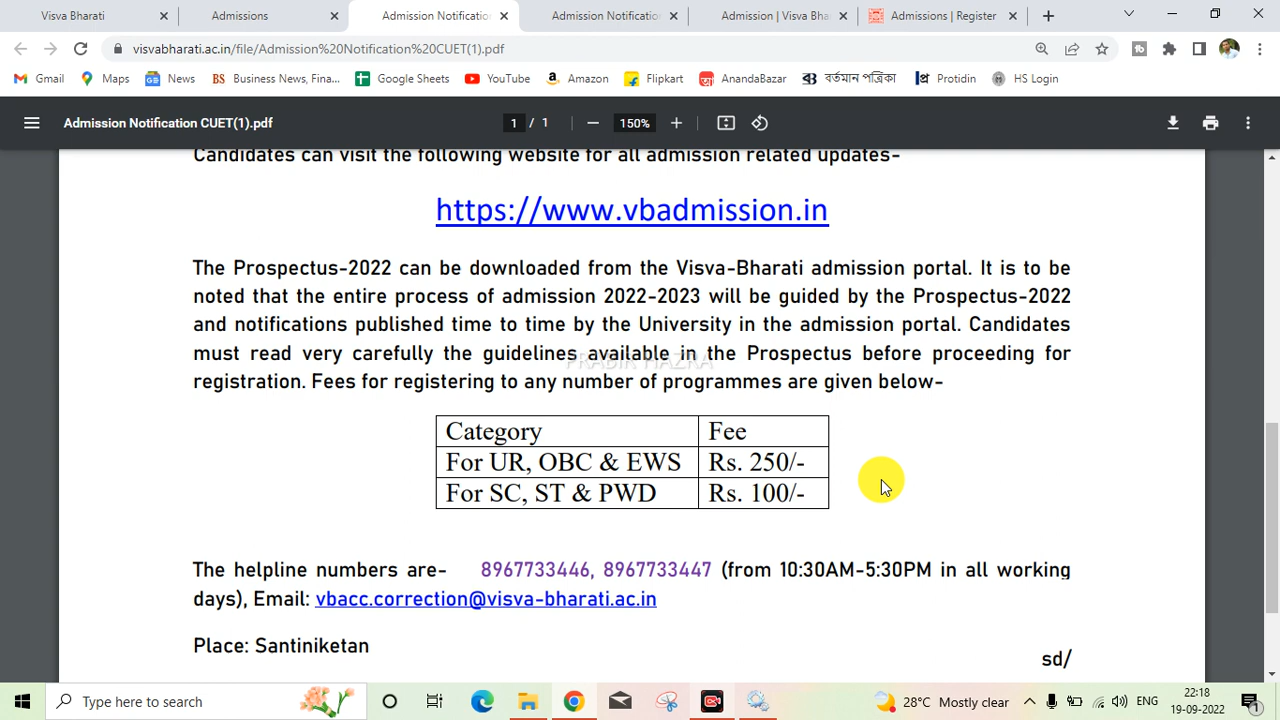 Visva Bharati
Admissions
Admission Notificatio
Admission Notificatio
Admission | Visva Bha
Admissions | Register
visvabharati.ac.in/file/Admission%20Notification%20CUET(1).pdf
Gmail
Maps
News
BS Business News, Fina...
Google Sheets
YouTube
Amazon
Flipkart
AnandaBazar
বর্তমান পত্রিকা
Protidin
HS Login
Admission Notification CUET(1).pdf
1 / 1
150%
Candidates can visit the following website for all admission related updates-
https://www.vbadmission.in
The Prospectus-2022 can be downloaded from the Visva-Bharati admission portal. It is to be
noted that the entire process of admission 2022-2023 will be guided by the Prospectus-2022
and notifications published time to time by the University in the admission portal. Candidates
must read very carefully the guidelines available in the Prospectus before proceeding for
PRABIR HAZRA
registration. Fees for registering to any number of programmes are given below-
Category Fee
For UR, OBC & EWS Rs. 250/-
For SC, ST & PWD Rs. 100/-
The helpline numbers are- 8967733446, 8967733447 (from 10:30AM-5:30PM in all working
days), Email: vbacc.correction@visva-bharati.ac.in
Place: Santiniketan
sd/
Type here to search
28°C Mostly clear
ENG
22:18
19-09-2022
1